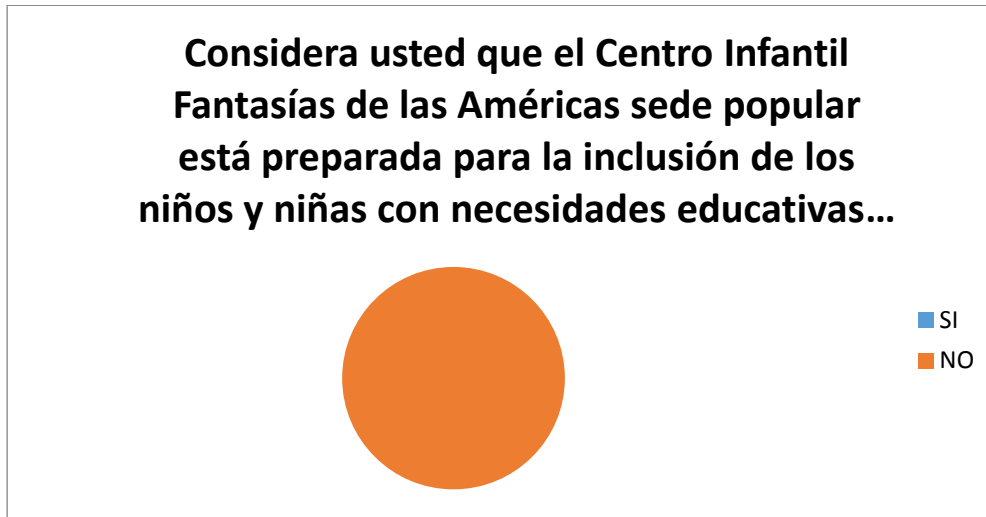 Considera usted que el Centro Infantil
Fantasías de las Américas sede popular
está preparada para la inclusión de los
niños y niñas con necesidades educativas…
SI
NO